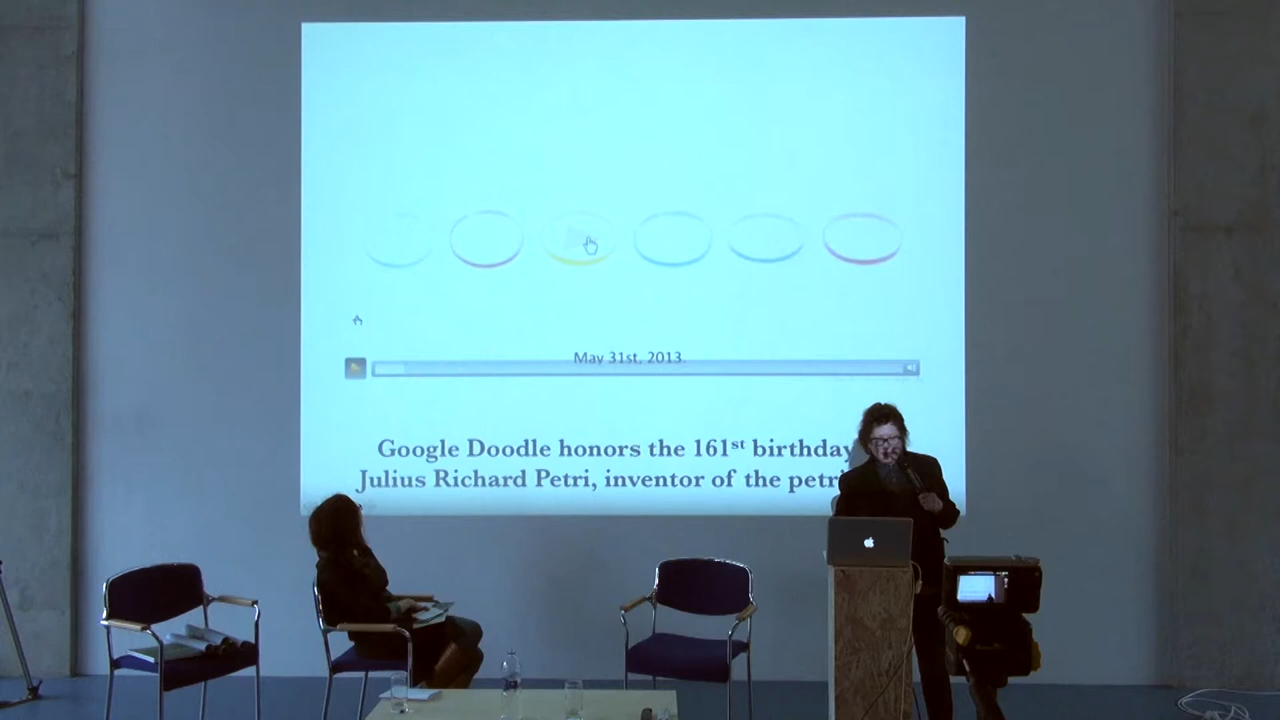 May 31st, 2013.
Google Doodle honors the 161st birthday
Julius Richard Petri, inventor of the petri